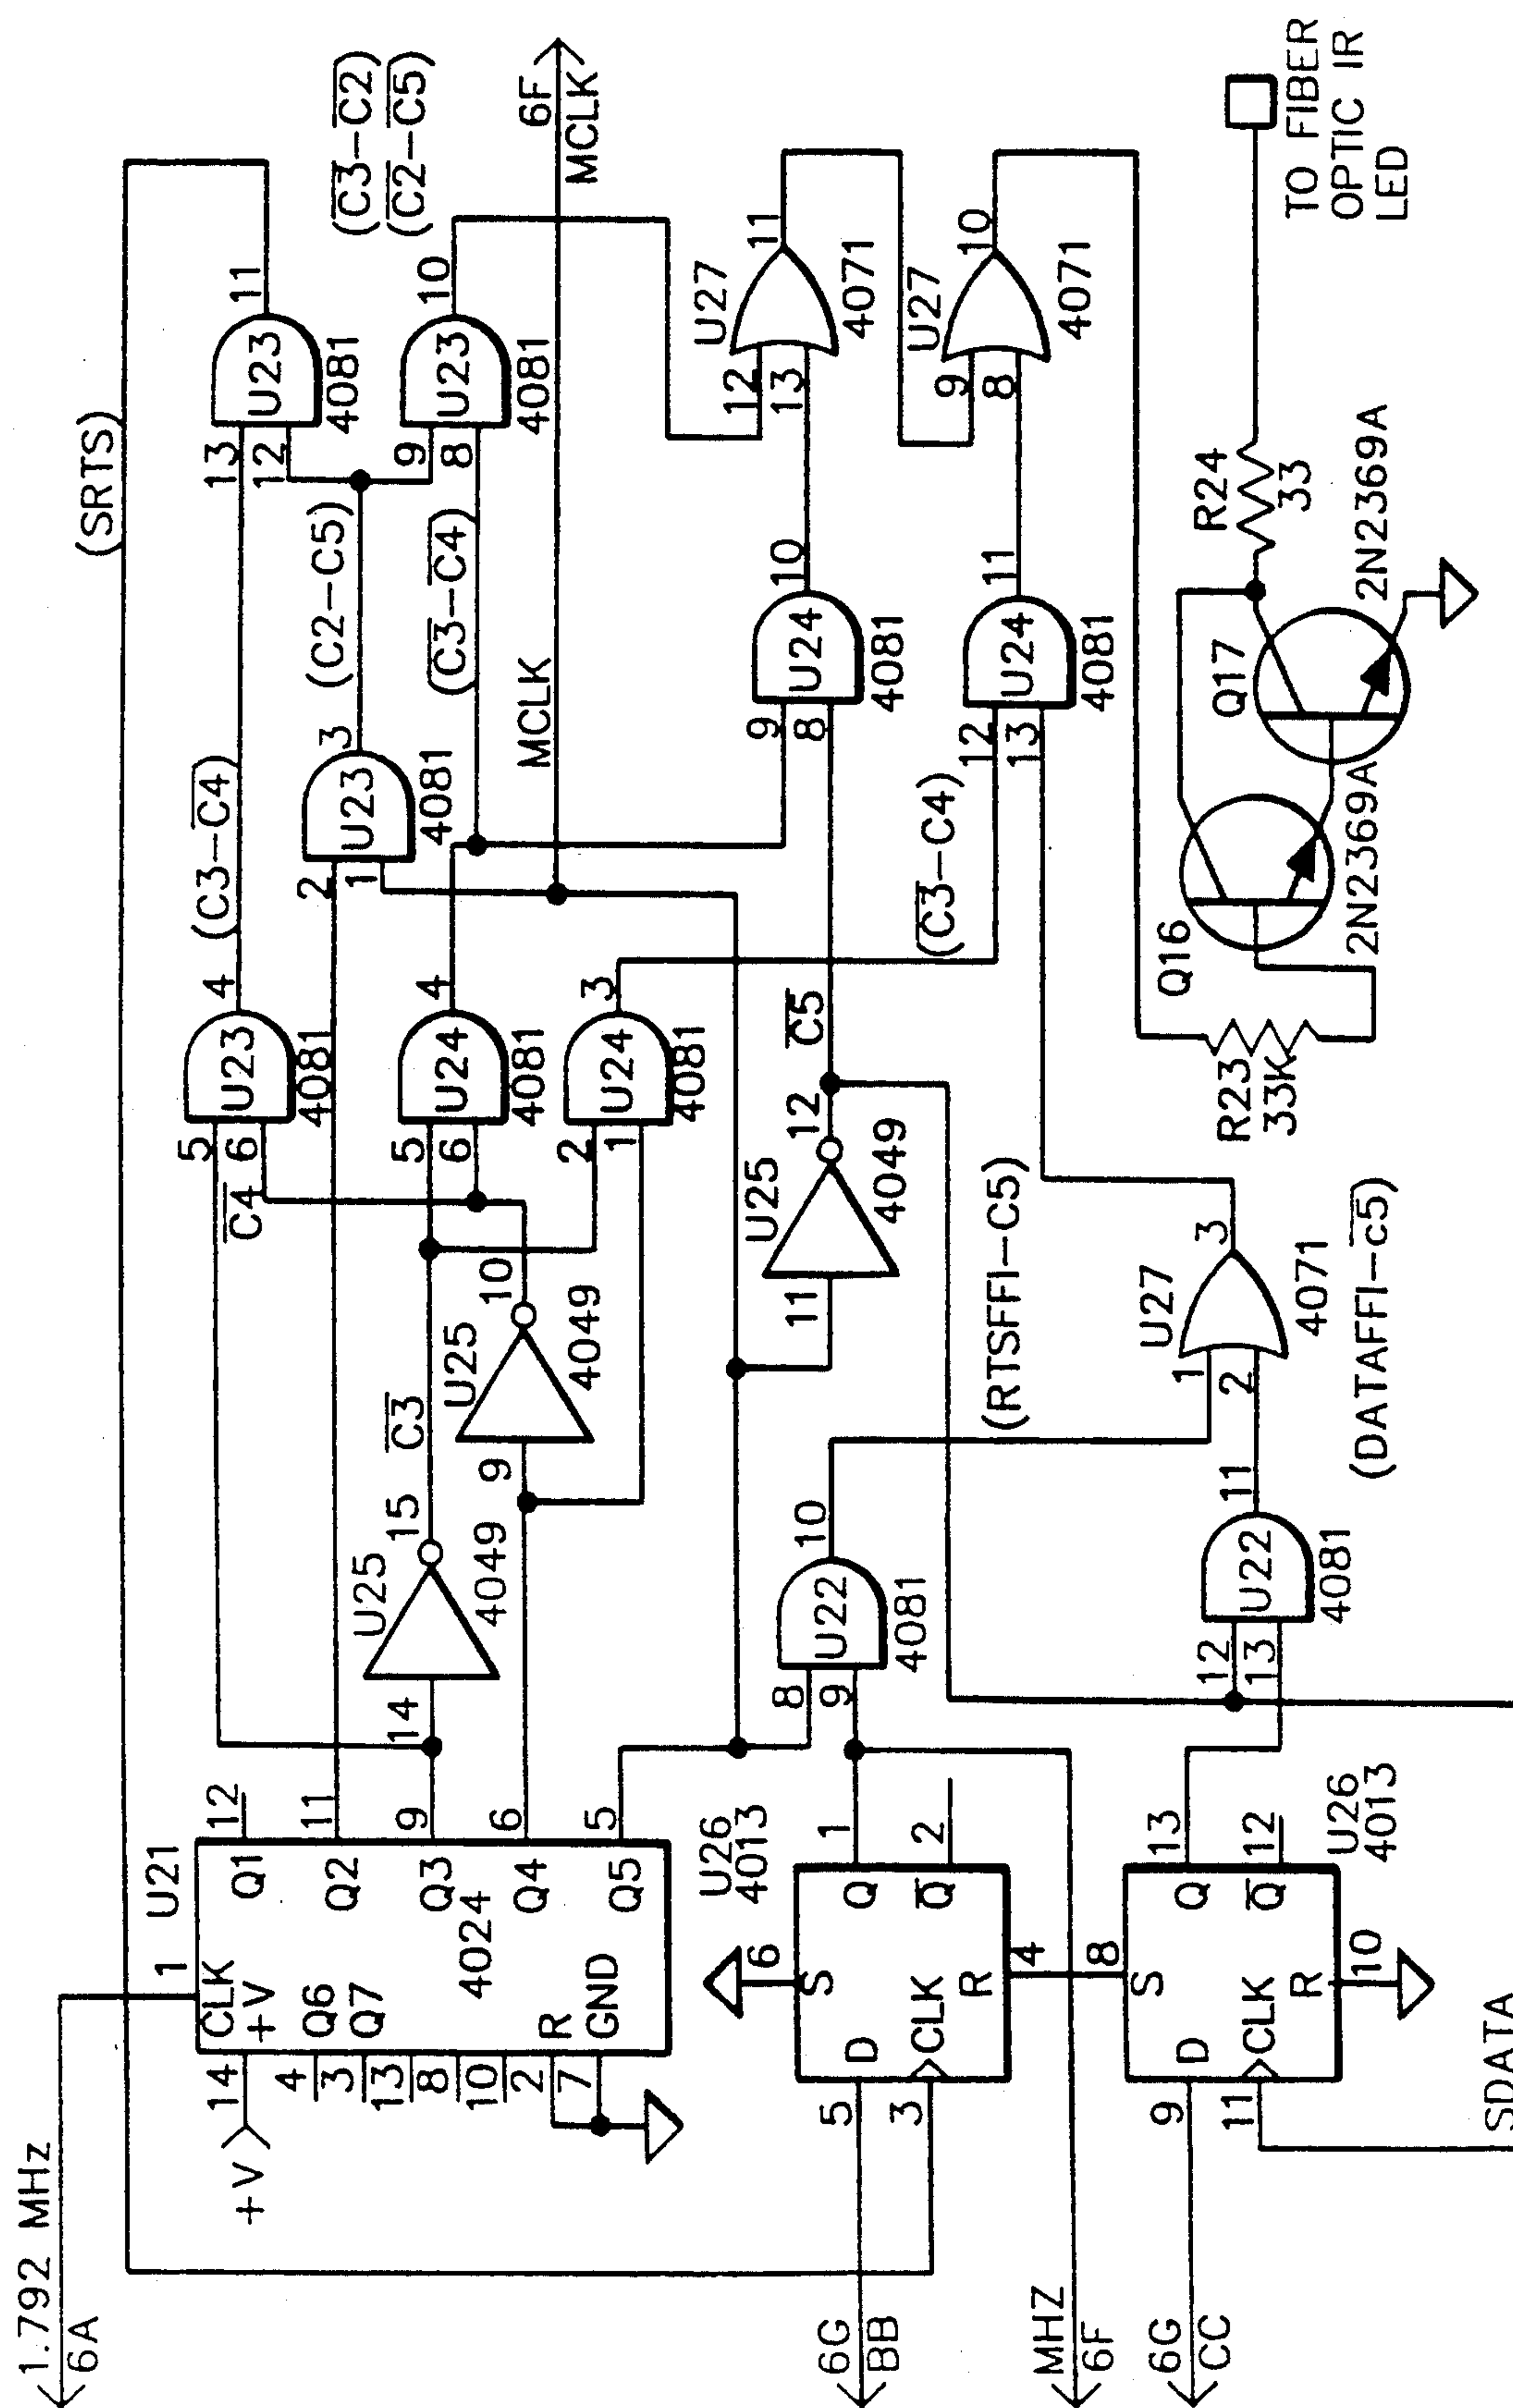 1.792 MHz
6A
+V
(SRTS)
U21
1
CLK
+V
Q1
12
Q2
11
Q3
9
Q4
6
Q5
5
Q6
Q7
4024
R
GND
14
4
3
13
8
10
2
7
14
U25
15
4049
C̅3̅
9
U25
10
4049
C̅4̅
5
6
U23
4
4081
(C3-C̅4̅)
5
6
U24
4
4081
2
1
U24
3
4081
2
1
U23
3
4081
(C2-C5)
(C̅3̅-C̅4̅)
13
12
U23
11
4081
9
8
U23
10
4081
(C̅3̅-C̅2̅)
(C̅2̅-C̅5̅)
MCLK
6F
MCLK
11
U25
12
4049
C̅5̅
9
8
U24
10
4081
(C̅3̅-C4)
12
13
U24
11
4081
12
13
U27
11
4071
9
8
U27
10
4071
6G
BB
MHZ
6F
6G
CC
U26
4013
5
3
D
CLK
S
6
R
4
Q
1
Q̅
2
8
9
U22
10
4081
(RTSFFI-C5)
9
11
D
CLK
S
8
R
10
Q
13
Q̅
12
U26
4013
12
13
U22
11
4081
1
2
U27
3
4071
(DATAFFI-c̅5̅)
SDATA
R23
33K
Q16
2N2369A
Q17
2N2369A
R24
33
TO FIBER
OPTIC IR
LED